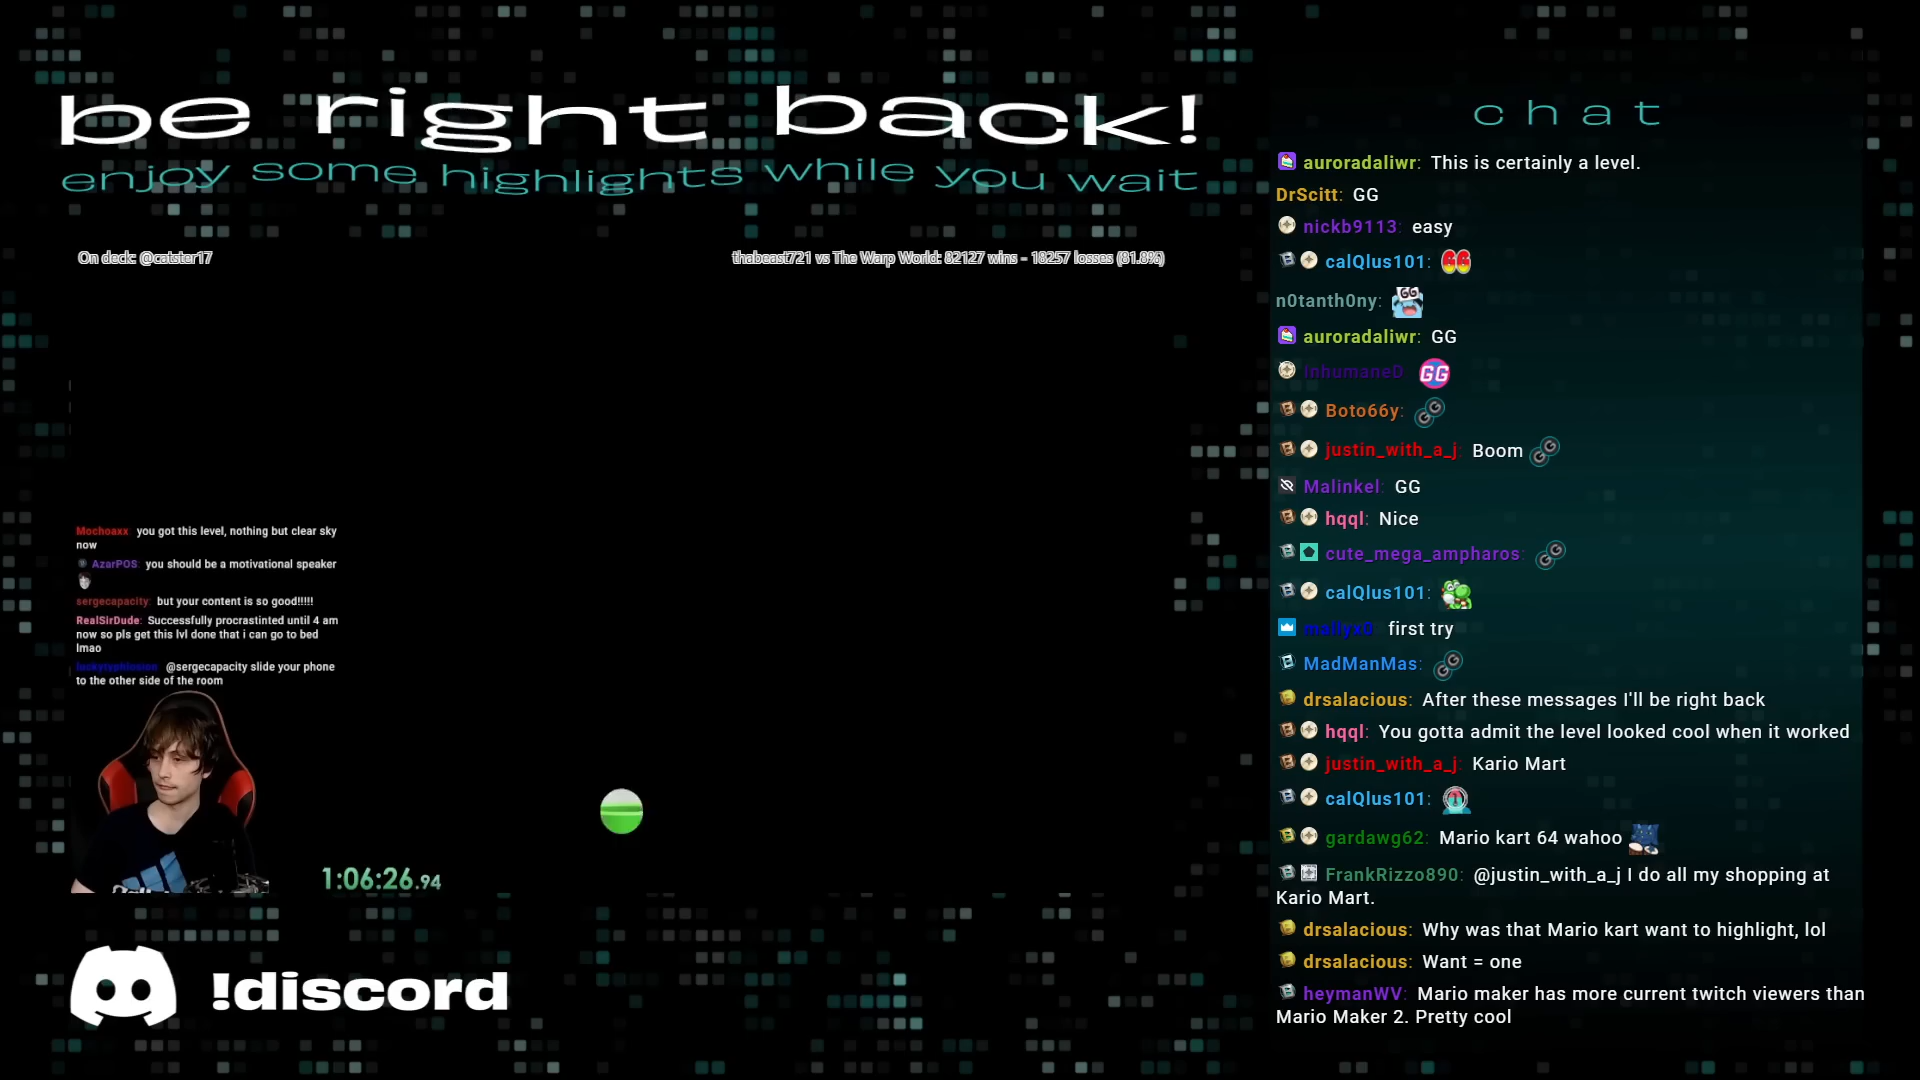 be right back!
enjoy some highlights while you wait
On deck: @catster17
thabeast721 vs The Warp World: 82127 wins - 18257 losses (81.8%)
Mochoaxx: you got this level, nothing but clear sky
now
AzarPOS: you should be a motivational speaker
sergecapacity: but your content is so good!!!!!
RealSirDude: Successfully procrastinted until 4 am
now so pls get this lvl done that i can go to bed
lmao
luckytyphlosion @sergecapacity slide your phone
to the other side of the room
1:06:26.94
!discord
chat
auroradaliwr: This is certainly a level.
DrScitt: GG
nickb9113: easy
calQlus101:
n0tanth0ny:
auroradaliwr: GG
InhumaneD GG
Boto66y:
justin_with_a_j: Boom
Malinkel: GG
hqql: Nice
cute_mega_ampharos:
calQlus101:
mallyx0: first try
MadManMas:
drsalacious: After these messages I'll be right back
hqql: You gotta admit the level looked cool when it worked
justin_with_a_j: Kario Mart
calQlus101:
gardawg62: Mario kart 64 wahoo
FrankRizzo890: @justin_with_a_j I do all my shopping at
Kario Mart.
drsalacious: Why was that Mario kart want to highlight, lol
drsalacious: Want = one
heymanWV: Mario maker has more current twitch viewers than
Mario Maker 2. Pretty cool